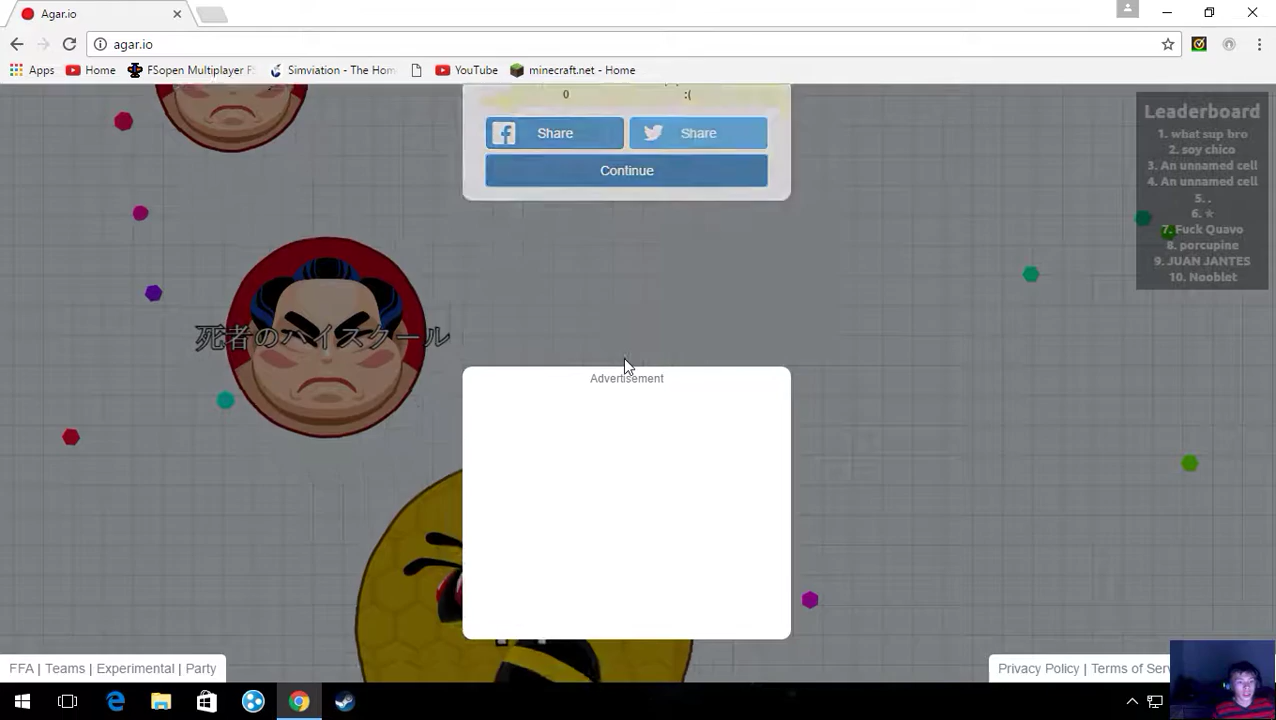 Agar.io
agar.io
Apps
Home
FSopen Multiplayer F
Simviation - The Hom
YouTube
minecraft.net - Home
0
:(
Share
Share
Continue
Leaderboard
1. what sup bro
2. soy chico
3. An unnamed cell
4. An unnamed cell
5. .
6. ★
7. Fuck Quavo
8. porcupine
9. JUAN JANTES
10. Nooblet
死者のハイスクール
Advertisement
FFA | Teams | Experimental | Party
Privacy Policy | Terms of Serv